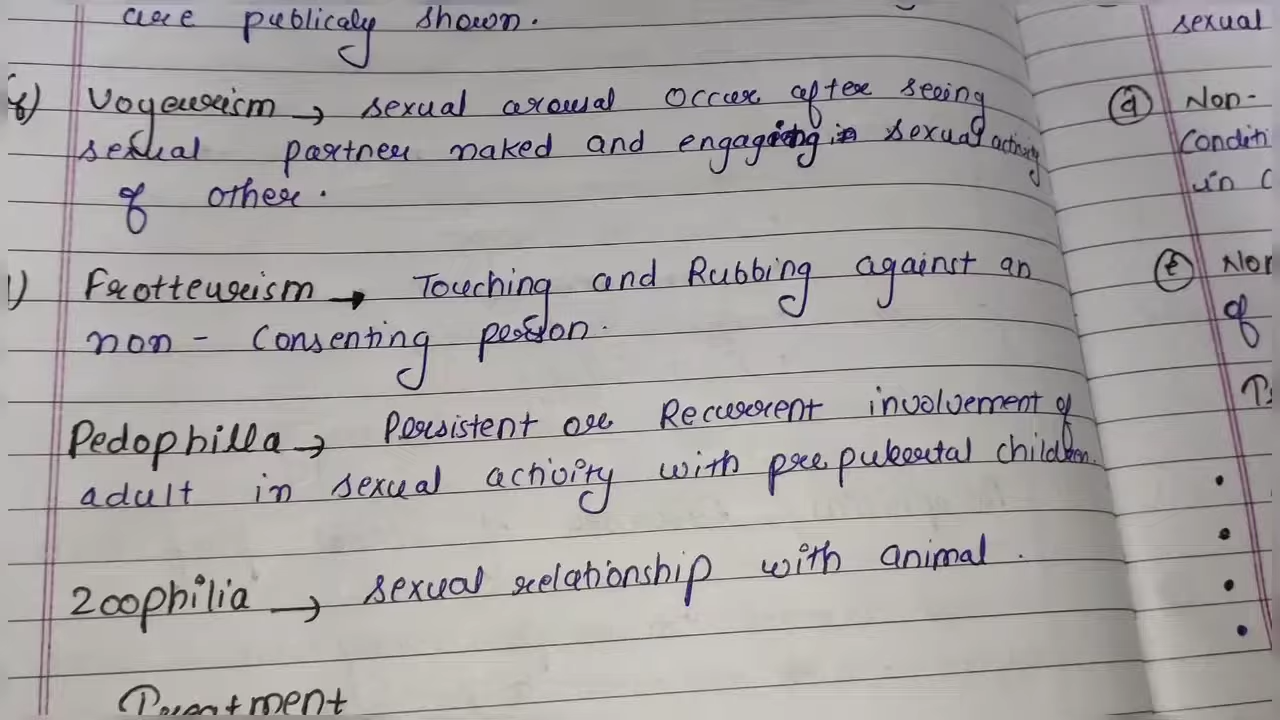 are publicaly shown.
f) Voyeurism → sexual arousal Occur after seeing
sexual partner naked and engaging in sexual activity
of other.
) Frotteurism → Touching and Rubbing against an
non - Consenting person.
Pedophilla → Persistent or Recurrent involvement of
adult in sexual activity with prepubertal children.
Zoophilia → sexual relationship with animal.
Treatment
sexual
d Non-
Conditi
in C
e Non
of